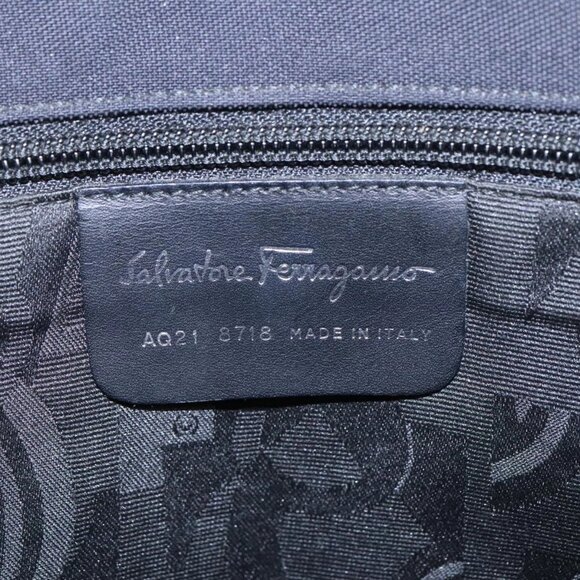 Salvatore Ferragamo
AQ21 8718 MADE IN ITALY